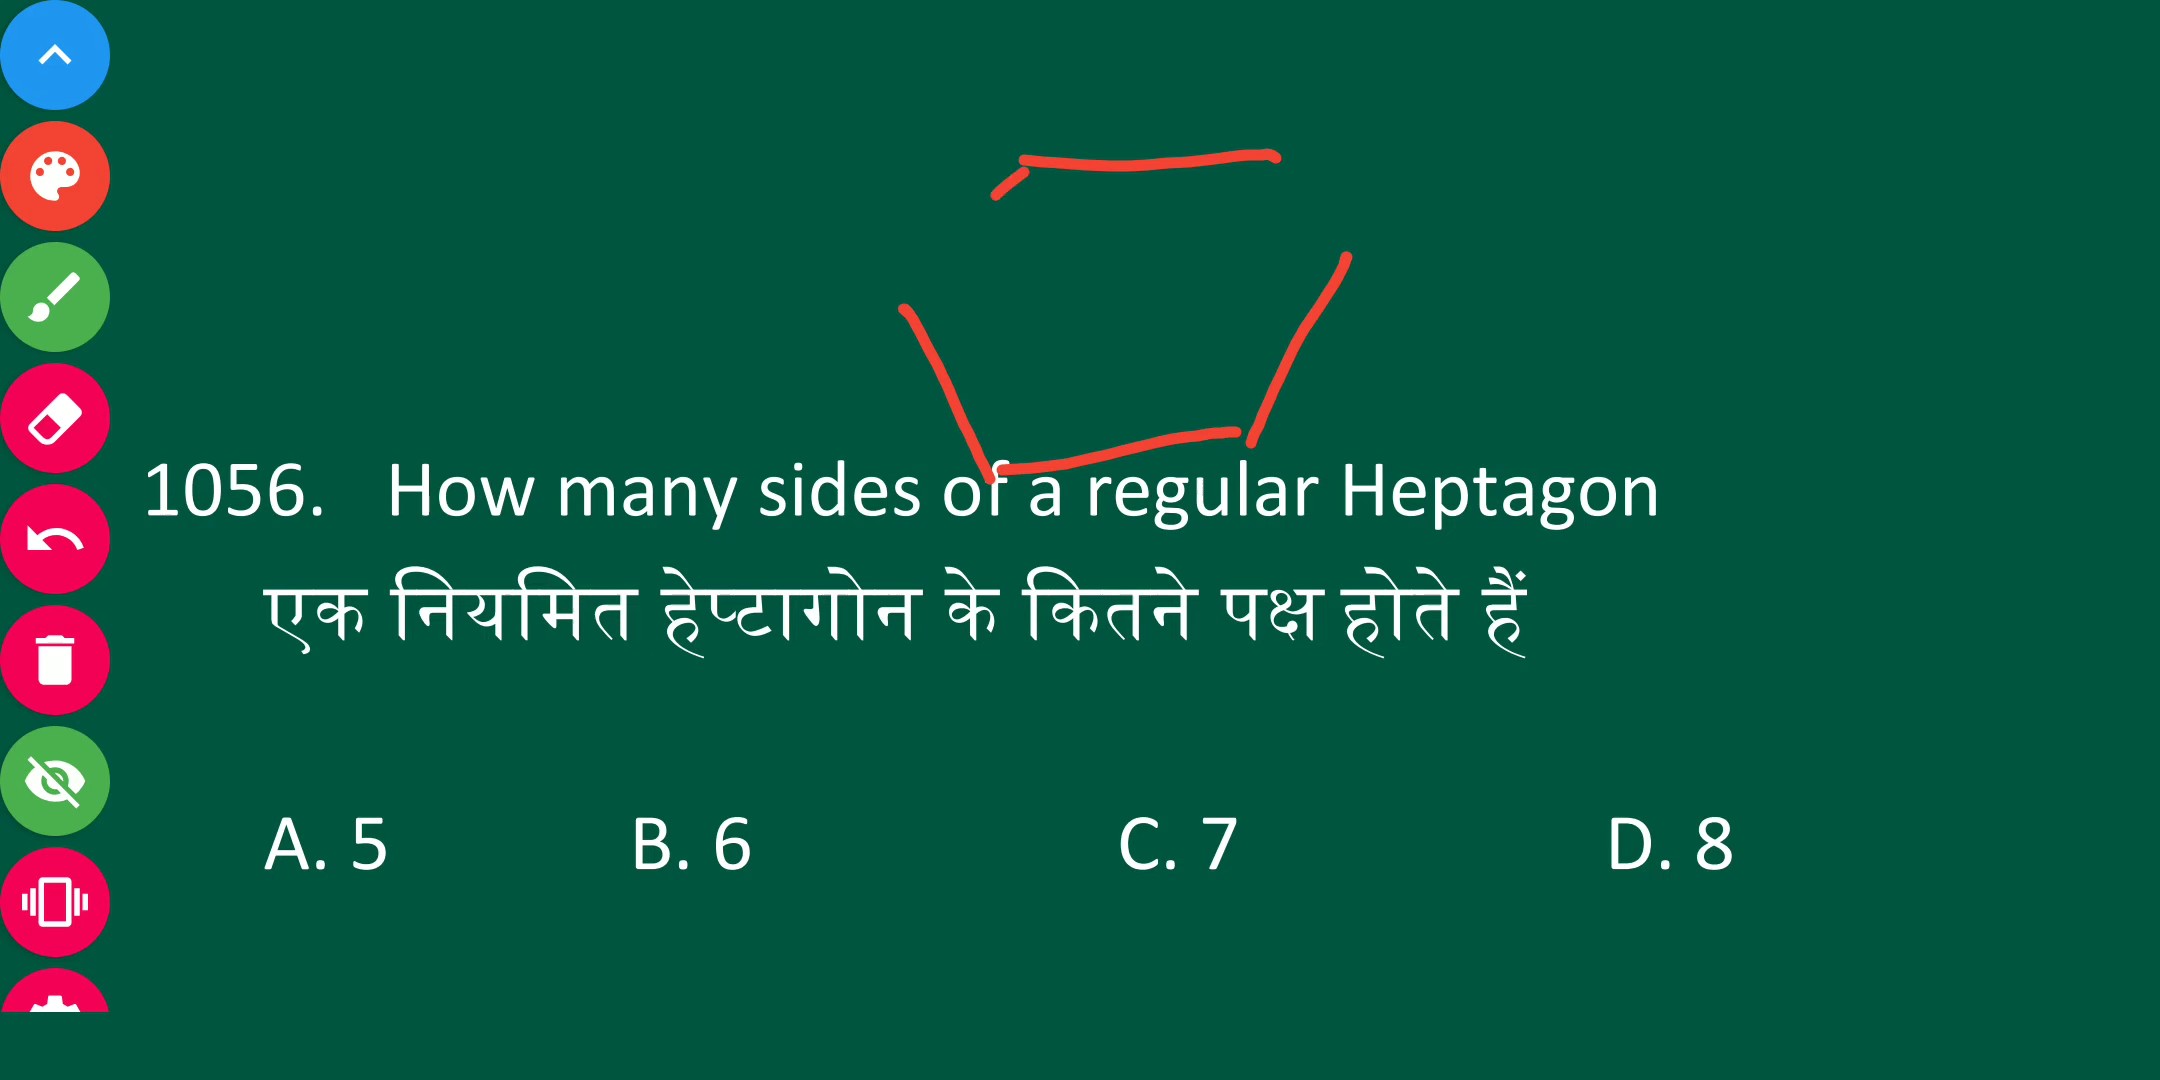 1056. How many sides of a regular Heptagon
एक नियमित हेप्टागोन के कितने पक्ष होते हैं
A. 5 B. 6 C. 7 D. 8